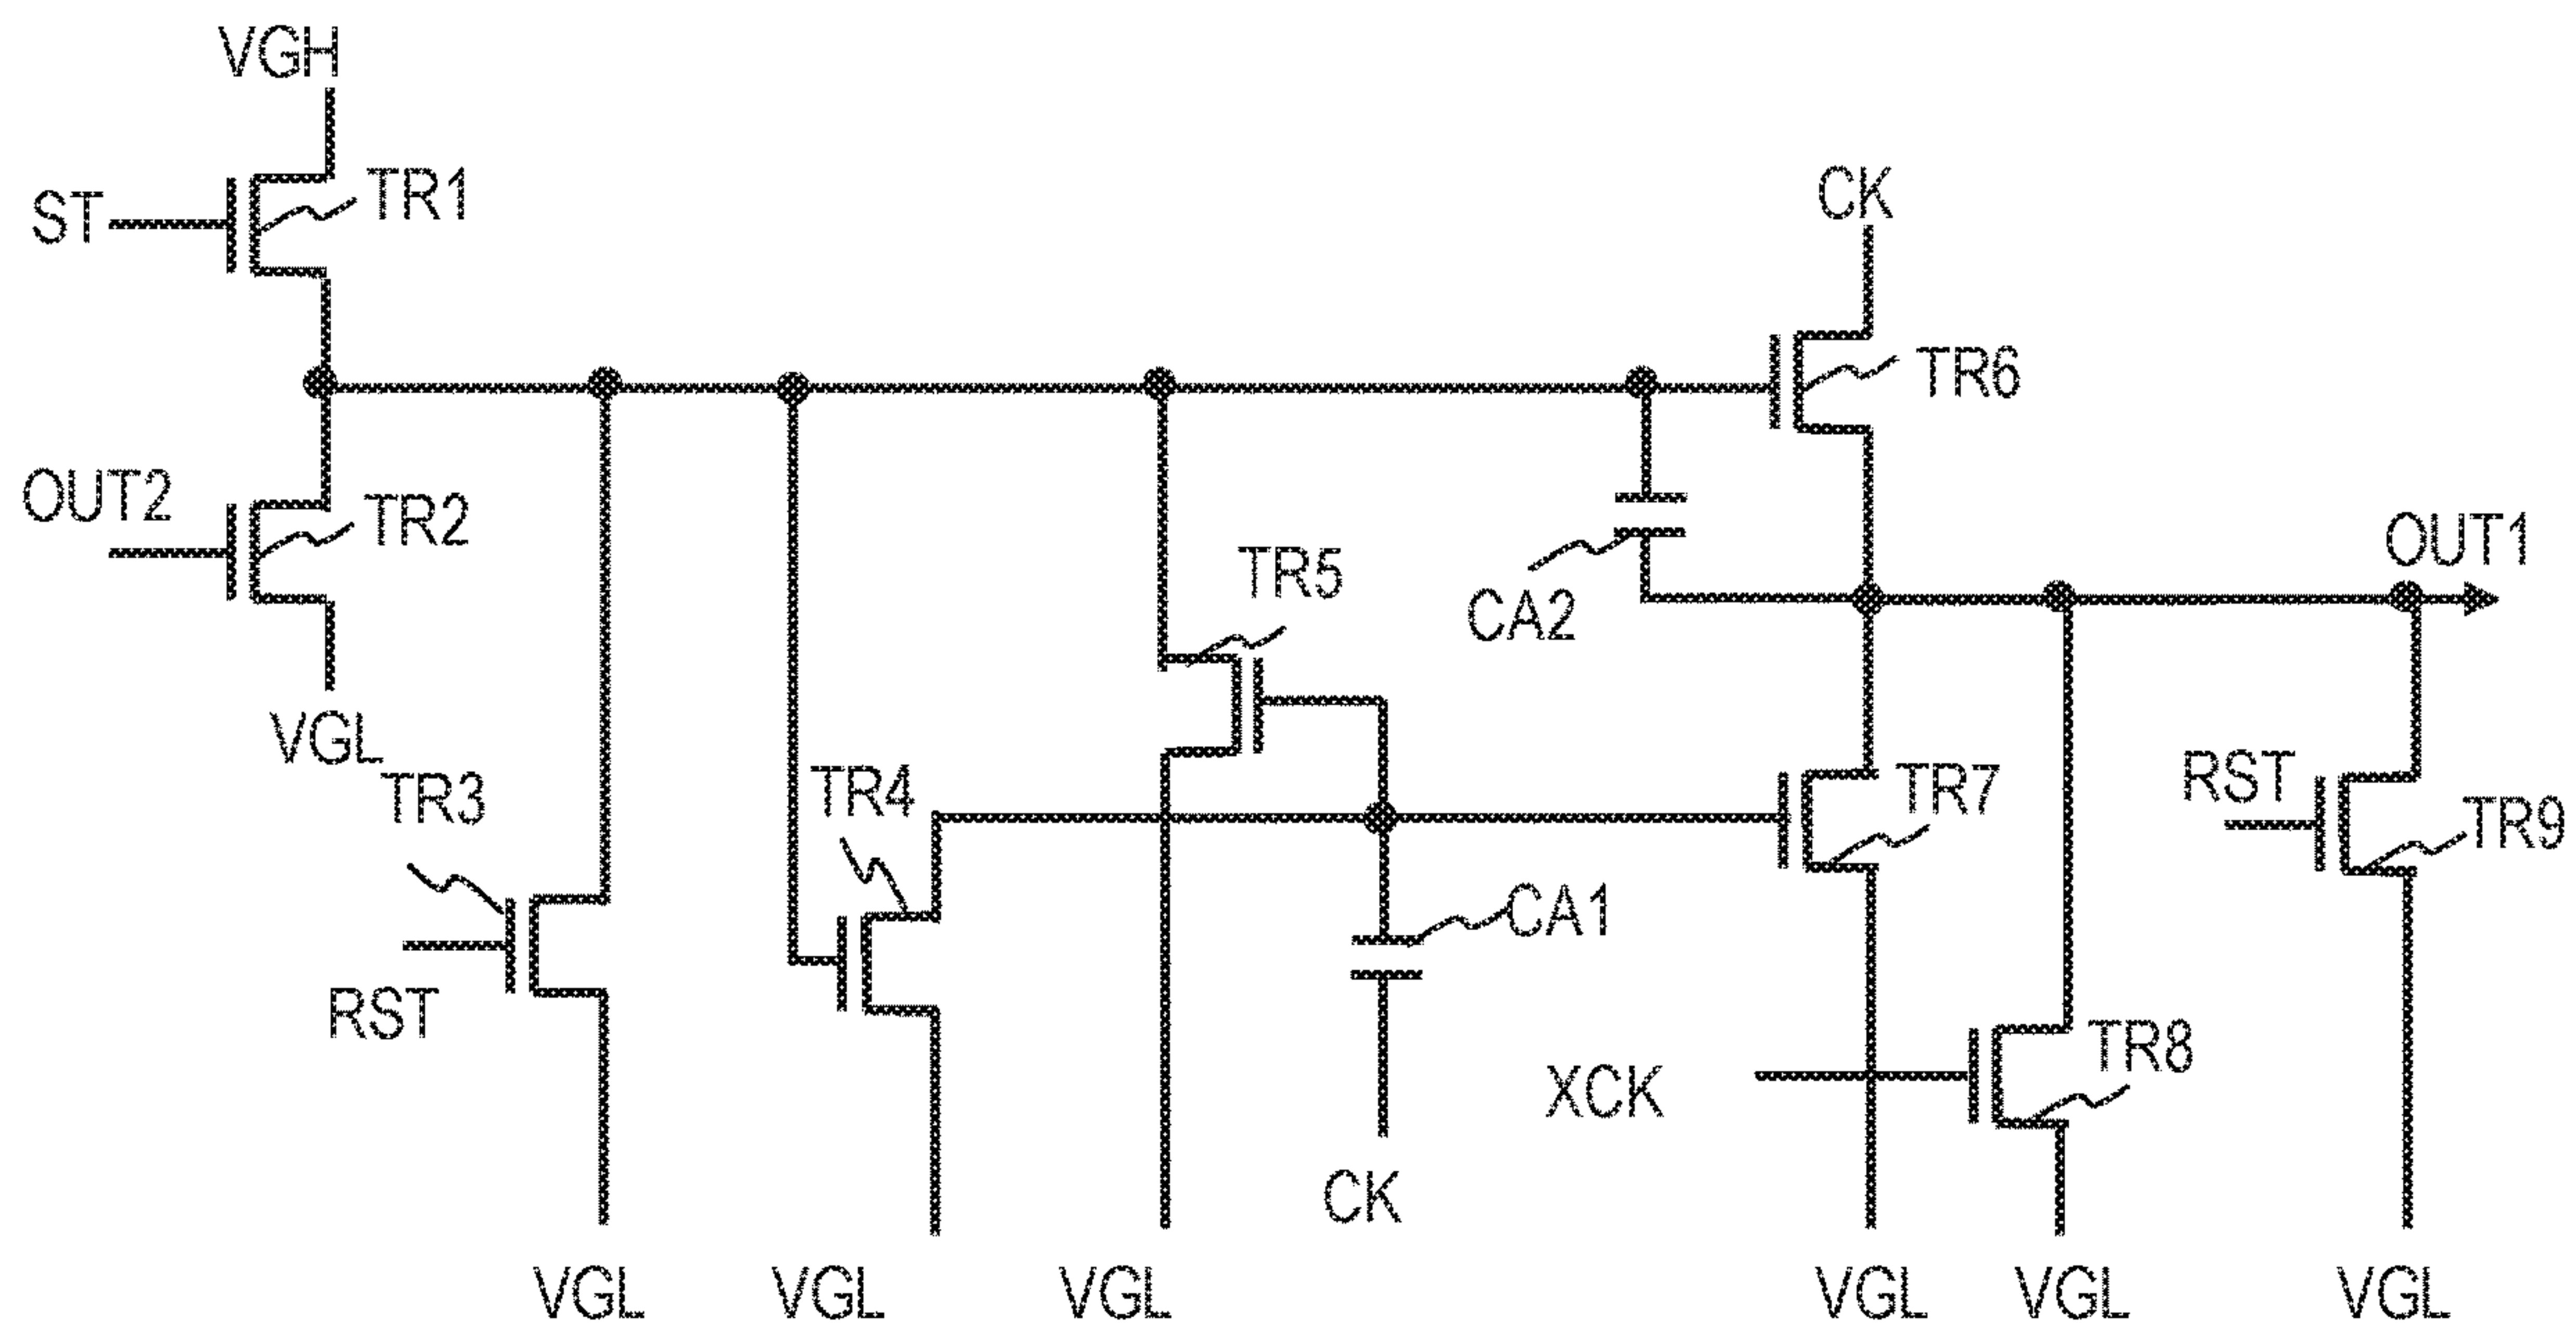 VGH
TR1
ST
CK
TR6
OUT2
TR2
OUT1
TR5
CA2
VGL
TR3
TR4
RST
TR7
TR9
CA1
RST
TR8
XCK
CK
VGL
VGL
VGL
VGL
VGL
VGL